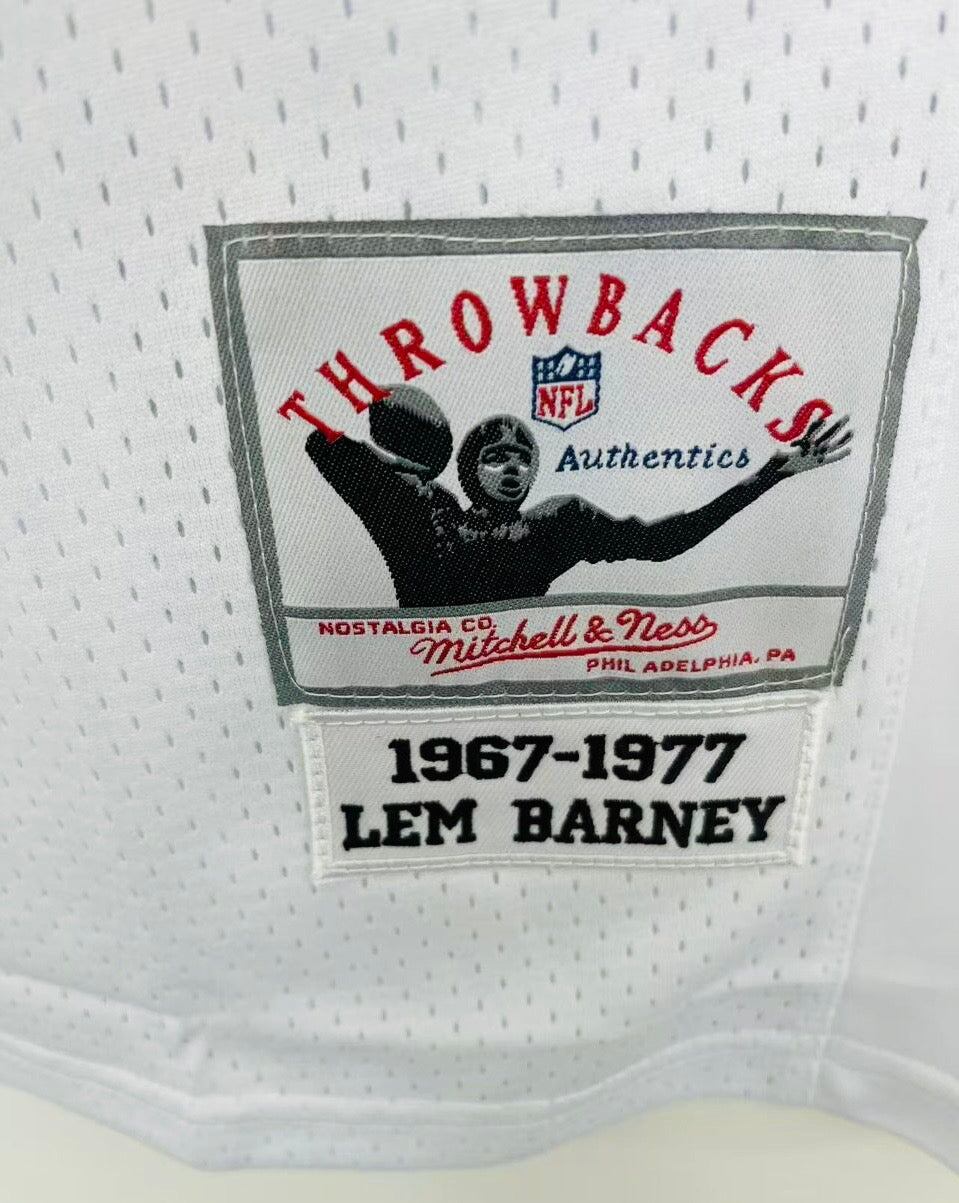 THROWBACKS
NFL
Authentics
NOSTALGIA CO.
Mitchell & Ness
PHIL ADELPHIA, PA
1967-1977
LEM BARNEY